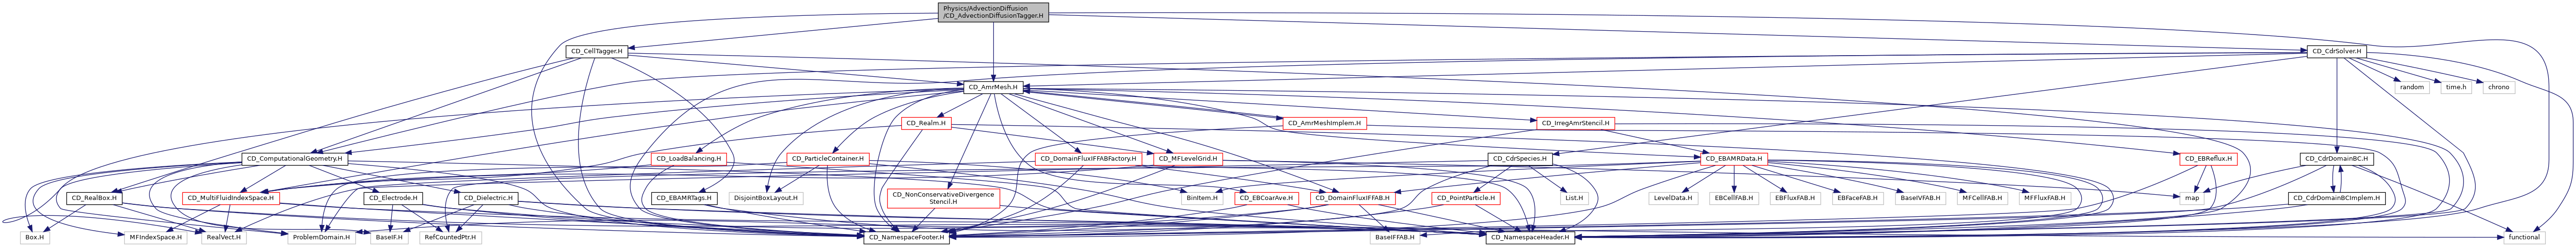 Physics/AdvectionDiffusion
/CD_AdvectionDiffusionTagger.H
CD_CellTagger.H
CD_CdrSolver.H
CD_AmrMesh.H
random
time.h
chrono
CD_Realm.H
CD_AmrMeshImplem.H
CD_IrregAmrStencil.H
CD_ComputationalGeometry.H
CD_LoadBalancing.H
CD_ParticleContainer.H
CD_DomainFluxIFFABFactory.H
CD_MFLevelGrid.H
CD_CdrSpecies.H
CD_EBAMRData.H
CD_EBReflux.H
CD_CdrDomainBC.H
CD_RealBox.H
CD_MultiFluidIndexSpace.H
CD_Electrode.H
CD_Dielectric.H
CD_EBAMRTags.H
DisjointBoxLayout.H
CD_NonConservativeDivergence
Stencil.H
BinItem.H
CD_EBCoarAve.H
CD_DomainFluxIFFAB.H
CD_PointParticle.H
List.H
LevelData.H
EBCellFAB.H
EBFluxFAB.H
EBFaceFAB.H
BaseIVFAB.H
MFCellFAB.H
MFFluxFAB.H
map
CD_CdrDomainBCImplem.H
Box.H
MFIndexSpace.H
RealVect.H
ProblemDomain.H
BaseIF.H
RefCountedPtr.H
CD_NamespaceFooter.H
BaseIFFAB.H
CD_NamespaceHeader.H
functional